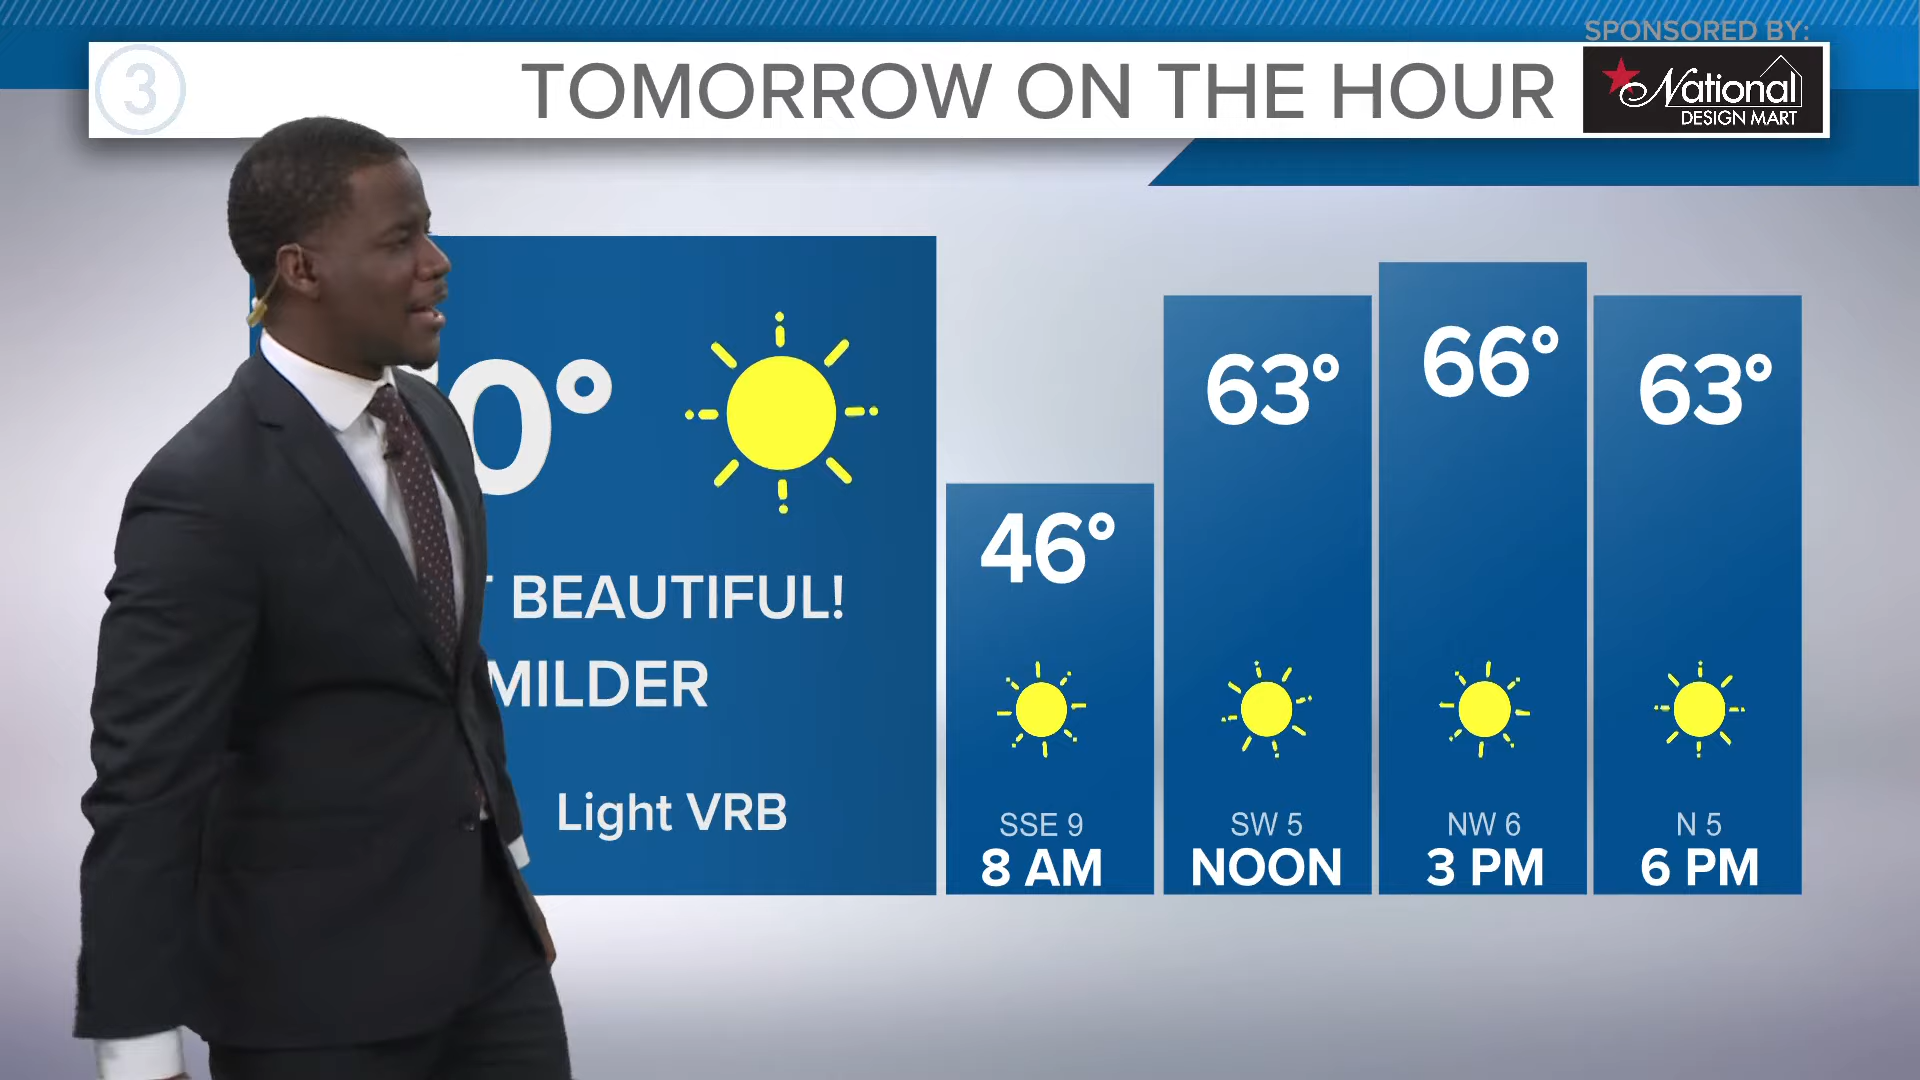 SPONSORED BY:
3
TOMORROW ON THE HOUR
National
DESIGN MART
0°
BEAUTIFUL!
MILDER
Light VRB
46°
SSE 9
8 AM
63°
SW 5
NOON
66°
NW 6
3 PM
63°
N 5
6 PM